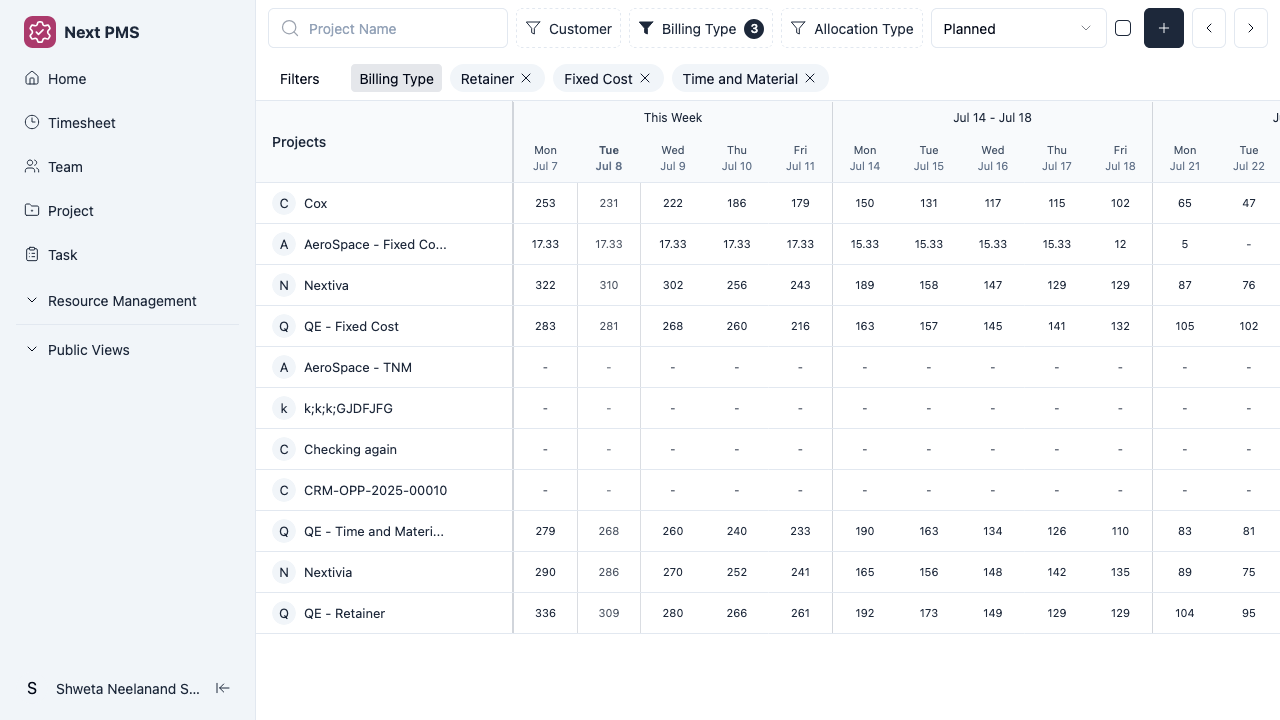 Next PMS
Home
Timesheet
Team
Project
Task
Resource Management
Public Views
S Shweta Neelanand S...
Project Name Customer Billing Type 3 Allocation Type Planned
Filters Billing Type Retainer Fixed Cost Time and Material
Projects This Week Jul 14 - Jul 18
Mon Tue Wed Thu Fri Mon Tue Wed Thu Fri Mon Tue
Jul 7 Jul 8 Jul 9 Jul 10 Jul 11 Jul 14 Jul 15 Jul 16 Jul 17 Jul 18 Jul 21 Jul 22
C Cox 253 231 222 186 179 150 131 117 115 102 65 47
A AeroSpace - Fixed Co... 17.33 17.33 17.33 17.33 17.33 15.33 15.33 15.33 15.33 12 5 -
N Nextiva 322 310 302 256 243 189 158 147 129 129 87 76
Q QE - Fixed Cost 283 281 268 260 216 163 157 145 141 132 105 102
A AeroSpace - TNM - - - - - - - - - - - -
k k;k;k;GJDFJFG - - - - - - - - - - - -
C Checking again - - - - - - - - - - - -
C CRM-OPP-2025-00010 - - - - - - - - - - - -
Q QE - Time and Materi... 279 268 260 240 233 190 163 134 126 110 83 81
N Nextivia 290 286 270 252 241 165 156 148 142 135 89 75
Q QE - Retainer 336 309 280 266 261 192 173 149 129 129 104 95